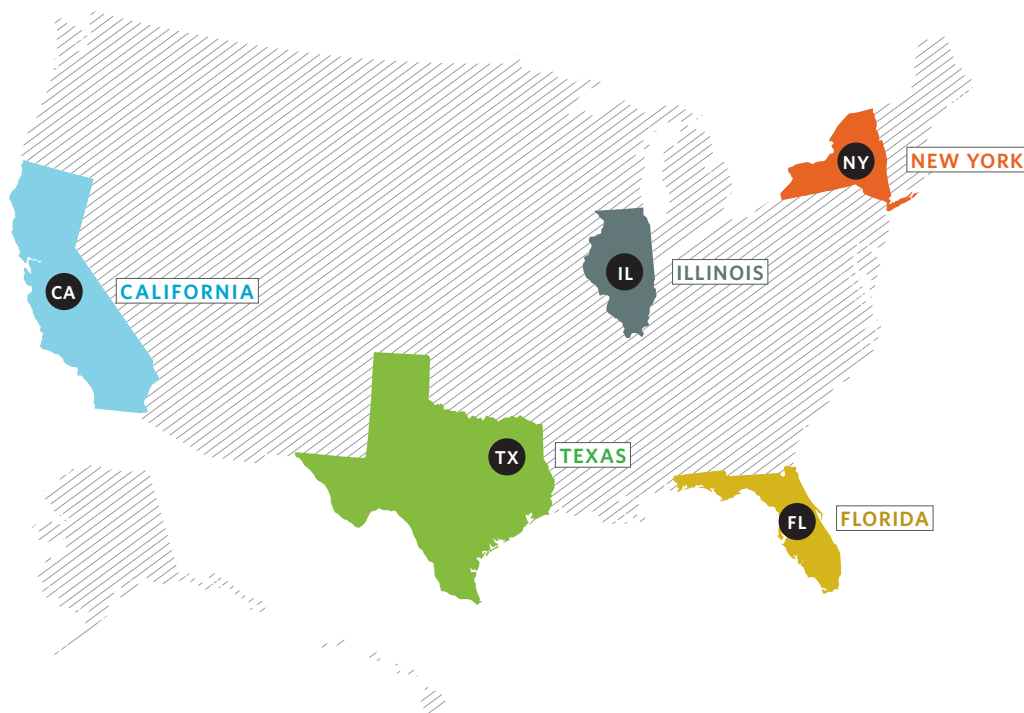 NY
NEW YORK
IL
ILLINOIS
CA
CALIFORNIA
TX
TEXAS
FL
FLORIDA